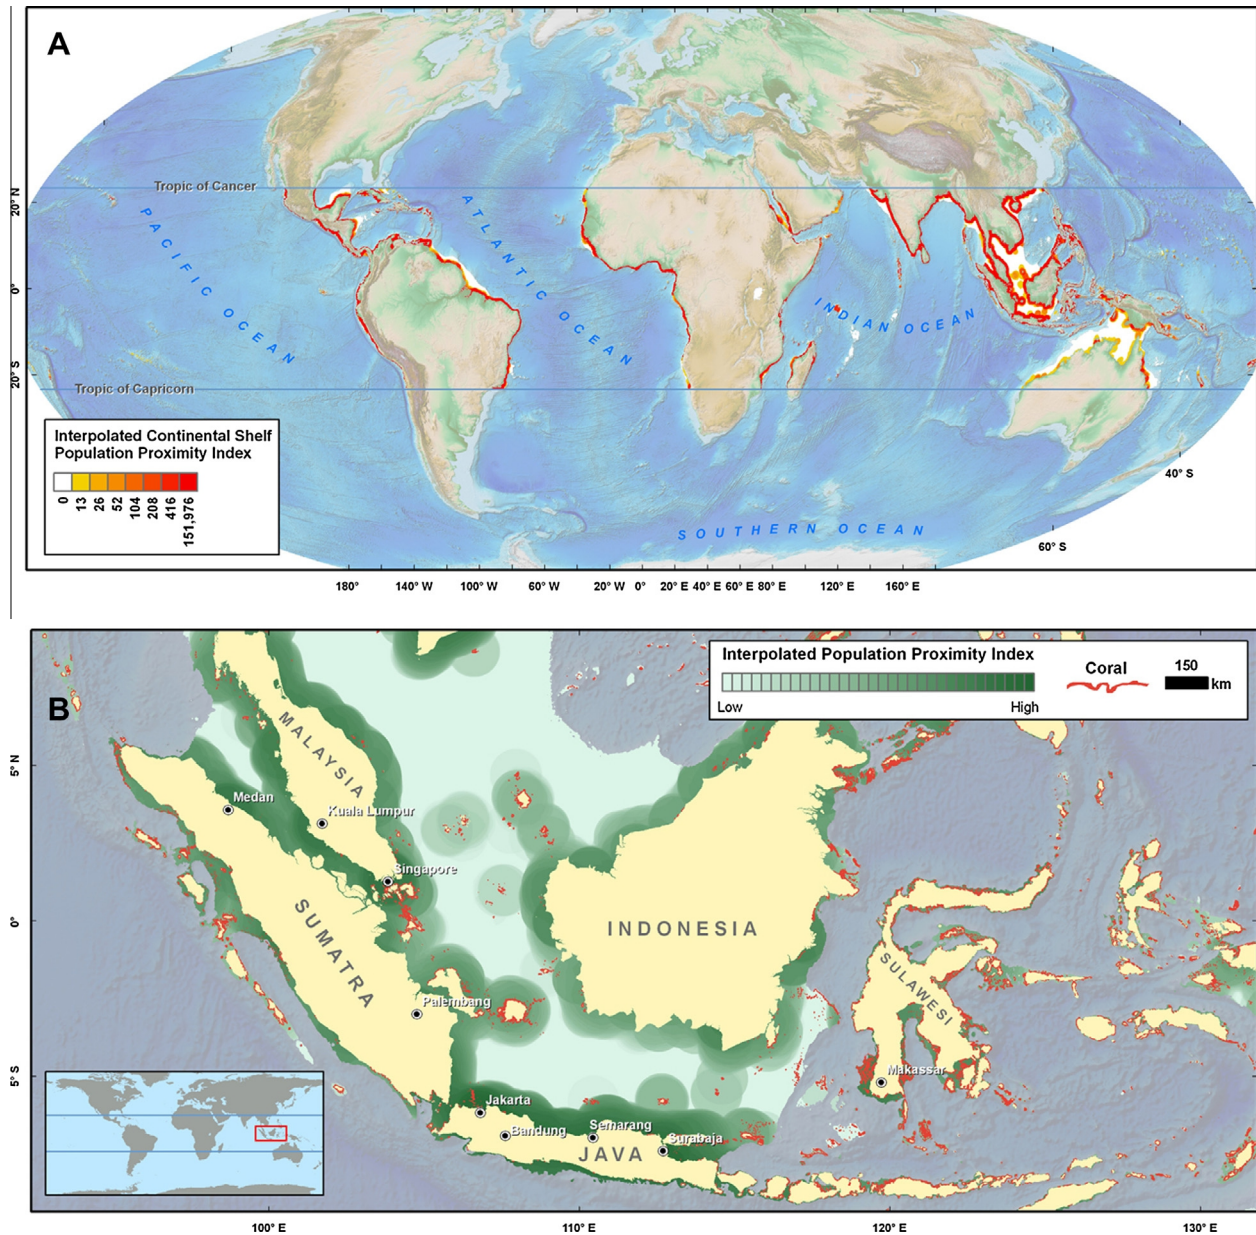 A
Tropic of Cancer
PACIFIC OCEAN
ATLANTIC OCEAN
INDIAN OCEAN
Tropic of Capricorn
SOUTHERN OCEAN
20° N
0°
20° S
40° S
60° S
Interpolated Continental Shelf
Population Proximity Index
0 13 26 52 104 208 416 151,976
180° 140° W 100° W 60° W 20° W 0° 20° E 40° E 60° E 80° E 120° E 160° E
B
Interpolated Population Proximity Index
Low High
Coral
150
km
MALAYSIA
Medan
Kuala Lumpur
Singapore
SUMATRA
INDONESIA
SULAWESI
Palembang
Makassar
Jakarta
Bandung
Semarang
Surabaja
JAVA
5° N
0°
5° S
100° E 110° E 120° E 130° E